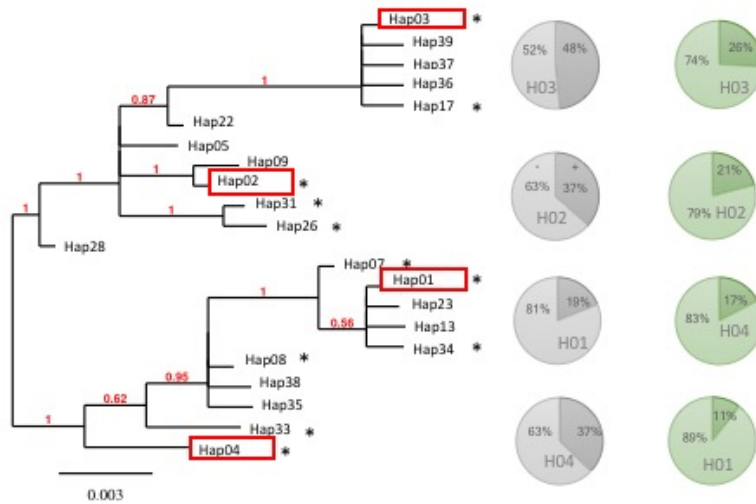 Hap03 *
Hap39
Hap37
1
Hap36
Hap17 *
0.87
Hap22
Hap05
1
Hap09
1
Hap02 *
Hap31 *
1
Hap26 *
Hap28
Hap07 *
Hap01 *
1
Hap23
0.56
Hap13
Hap34 *
Hap08 *
0.95
Hap38
0.62
Hap35
1
Hap33 *
Hap04 *
0.003
52% 48%
H03
26%
74%
H03
- +
63% 37%
H02
21%
79% H02
81% 19%
H01
17%
83%
H04
63% 37%
H04
11%
89%
H01